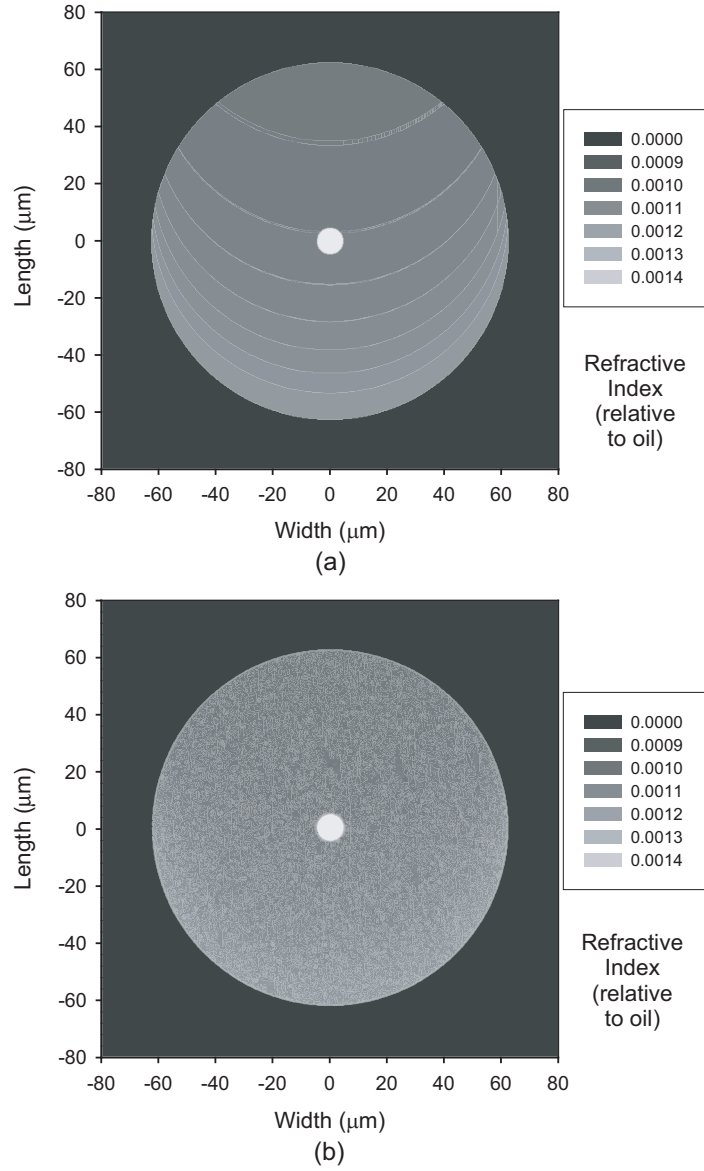 80
60
40
20
0
-20
-40
-60
-80
Length (μm)
-80 -60 -40 -20 0 20 40 60 80
Width (μm)
(a)
0.0000
0.0009
0.0010
0.0011
0.0012
0.0013
0.0014
Refractive
Index
(relative
to oil)
80
60
40
20
0
-20
-40
-60
-80
Length (μm)
-80 -60 -40 -20 0 20 40 60 80
Width (μm)
(b)
0.0000
0.0009
0.0010
0.0011
0.0012
0.0013
0.0014
Refractive
Index
(relative
to oil)